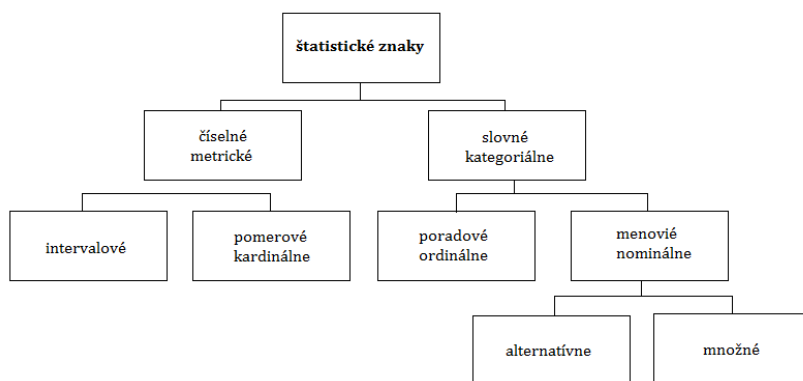 štatistické znaky
číselné
metrické
slovné
kategoriálne
intervalové
pomerové
kardinálne
poradové
ordinálne
menovié
nominálne
alternatívne
množné